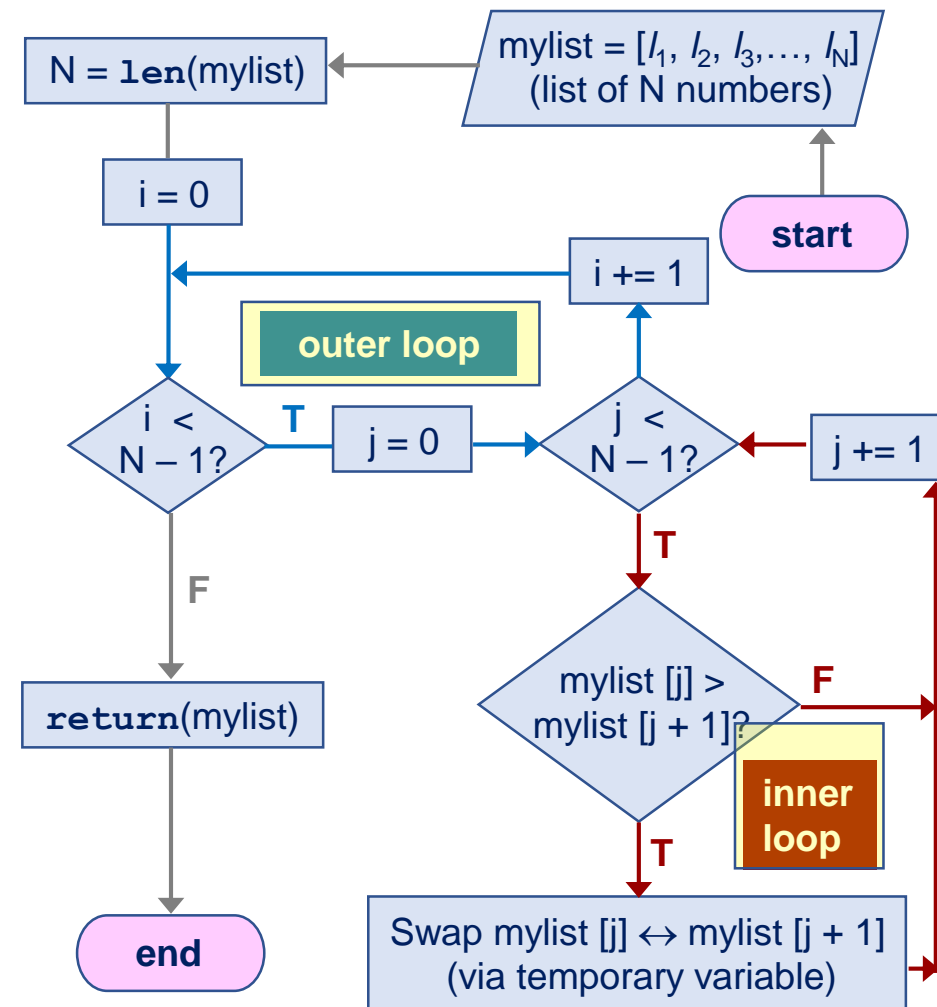 start
mylist = [l₁, l₂, l₃,…, l_N]
(list of N numbers)
N = len(mylist)
i = 0
i += 1
outer loop
i <
N – 1?
T
j = 0
j <
N – 1?
j += 1
T
F
mylist [j] >
mylist [j + 1]?
F
inner
loop
T
return(mylist)
Swap mylist [j] ↔ mylist [j + 1]
(via temporary variable)
end